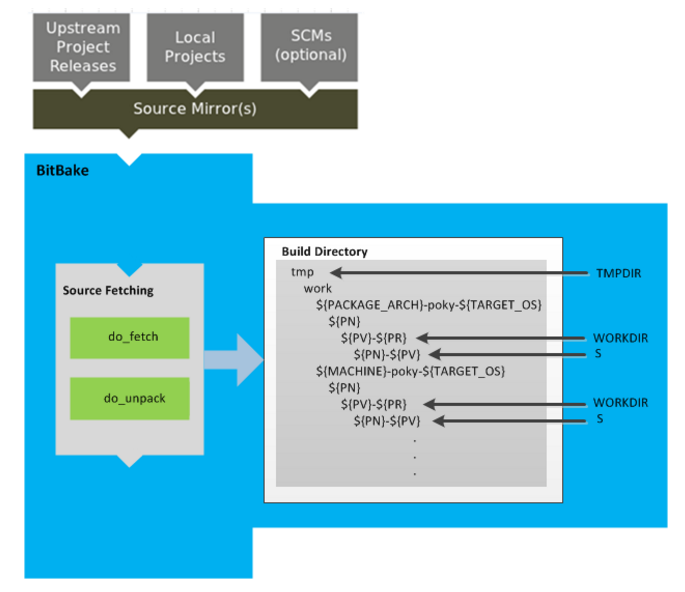 Upstream
Project
Releases
Local
Projects
SCMs
(optional)
Source Mirror(s)
BitBake
Source Fetching
do_fetch
do_unpack
Build Directory
tmp
TMPDIR
work
${PACKAGE_ARCH}-poky-${TARGET_OS}
${PN}
${PV}-${PR}
WORKDIR
${PN}-${PV}
S
${MACHINE}-poky-${TARGET_OS}
${PN}
${PV}-${PR}
WORKDIR
${PN}-${PV}
S
.
.
.